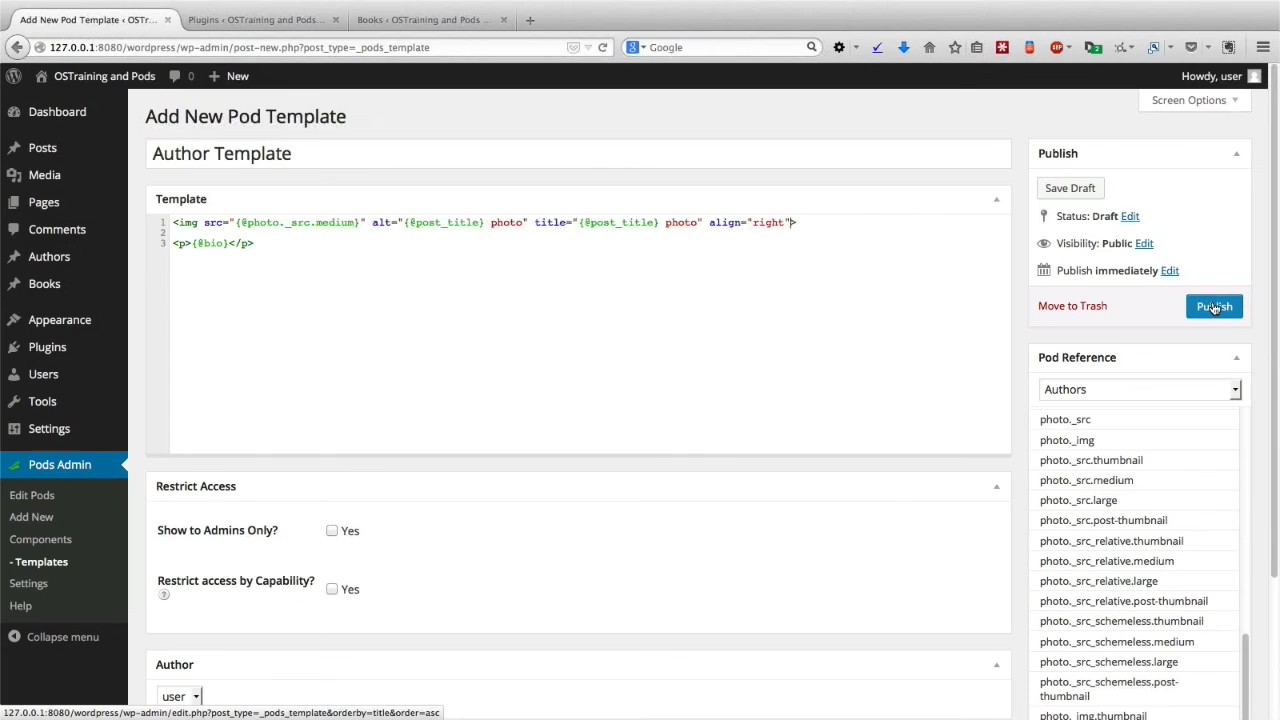 Add New Pod Template ‹ OSTr...
Plugins ‹ OSTraining and Pods...
Books ‹ OSTraining and Pods ...
127.0.0.1:8080/wordpress/wp-admin/post-new.php?post_type=_pods_template
Google
OSTraining and Pods
0
New
Howdy, user
Screen Options
Dashboard
Posts
Media
Pages
Comments
Authors
Books
Appearance
Plugins
Users
Tools
Settings
Pods Admin
Edit Pods
Add New
Components
- Templates
Settings
Help
Collapse menu
Add New Pod Template
Author Template
Template
1 <img src="{@photo._src.medium}" alt="{@post_title} photo" title="{@post_title} photo" align="right">
2
3 <p>{@bio}</p>
Restrict Access
Show to Admins Only?
Yes
Restrict access by Capability?
Yes
?
Author
user
Publish
Save Draft
Status: Draft Edit
Visibility: Public Edit
Publish immediately Edit
Move to Trash
Publish
Pod Reference
Authors
photo._src
photo._img
photo._src.thumbnail
photo._src.medium
photo._src.large
photo._src.post-thumbnail
photo._src_relative.thumbnail
photo._src_relative.medium
photo._src_relative.large
photo._src_relative.post-thumbnail
photo._src_schemeless.thumbnail
photo._src_schemeless.medium
photo._src_schemeless.large
photo._src_schemeless.post-
thumbnail
photo._img.thumbnail
127.0.0.1:8080/wordpress/wp-admin/edit.php?post_type=_pods_template&orderby=title&order=asc